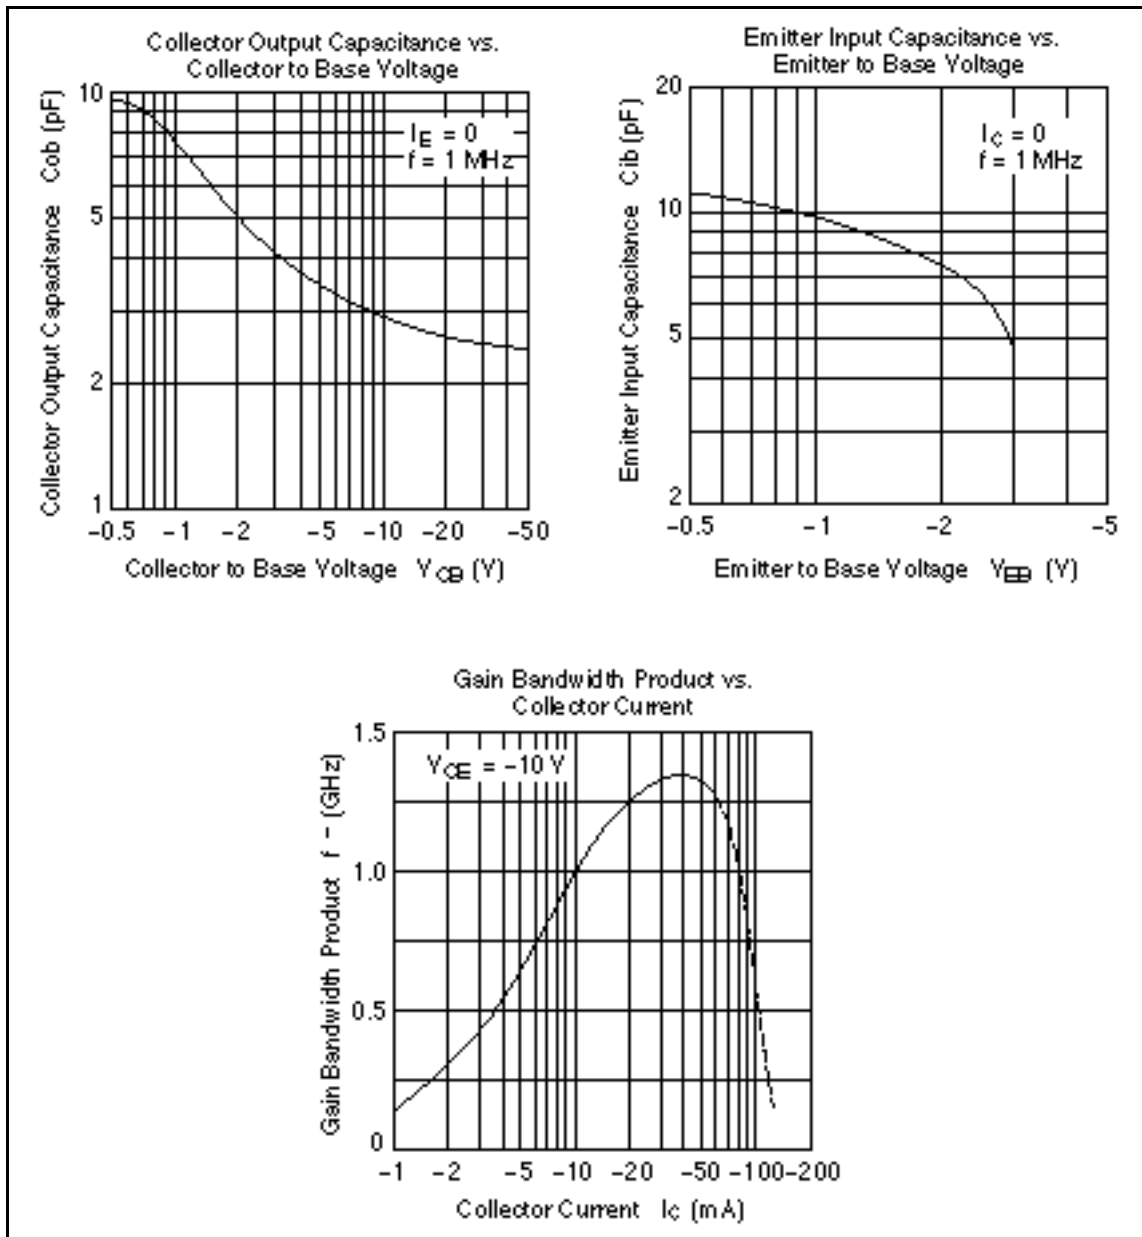 Collector Output Capacitance vs.
Collector to Base Voltage
Collector Output Capacitance Cob (pF)
10
5
2
1
IE = 0
f = 1 MHz
-0.5 -1 -2 -5 -10 -20 -50
Collector to Base Voltage VCB (V)
Emitter Input Capacitance vs.
Emitter to Base Voltage
Emitter Input Capacitance Cib (pF)
20
10
5
2
IC = 0
f = 1 MHz
-0.5 -1 -2 -5
Emitter to Base Voltage VEB (V)
Gain Bandwidth Product vs.
Collector Current
Gain Bandwidth Product f - (GHz)
1.5
1.0
0.5
0
VCE = -10 V
-1 -2 -5 -10 -20 -50 -100 -200
Collector Current IC (mA)